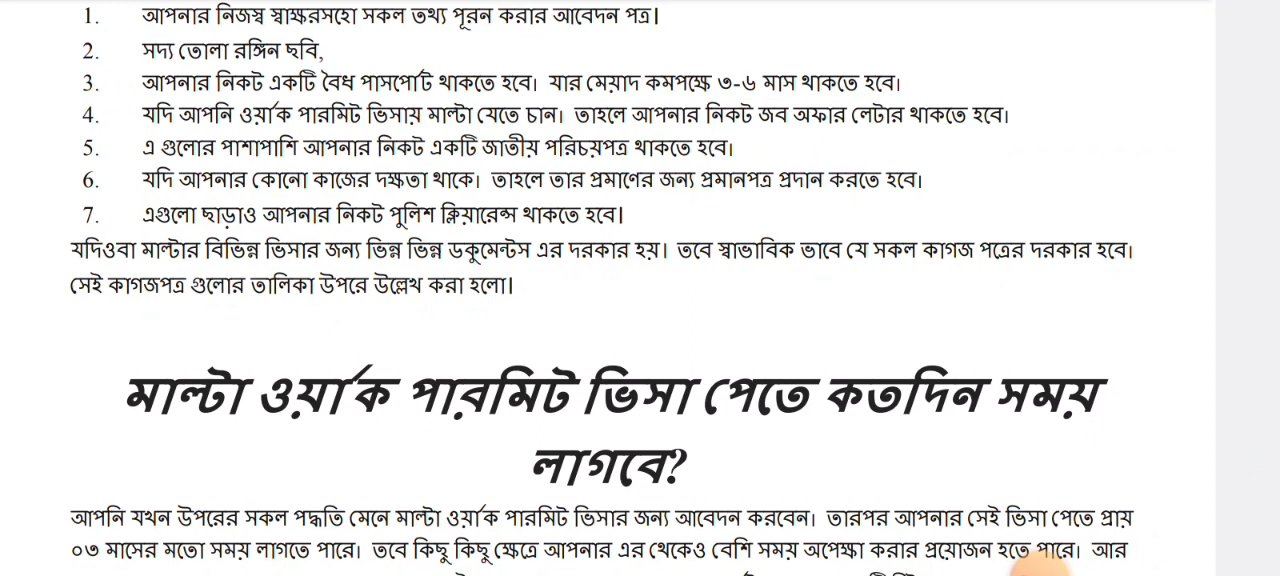 1. আপনার নিজস্ব স্বাক্ষরসহো সকল তথ্য পূরন করার আবেদন পত্র।
2. সদ্য তোলা রঙ্গিন ছবি,
3. আপনার নিকট একটি বৈধ পাসপোর্ট থাকতে হবে। যার মেয়াদ কমপক্ষে ৩-৬ মাস থাকতে হবে।
4. যদি আপনি ওর্য়াক পারমিট ভিসায় মাল্টা যেতে চান। তাহলে আপনার নিকট জব অফার লেটার থাকতে হবে।
5. এ গুলোর পাশাপাশি আপনার নিকট একটি জাতীয় পরিচয়পত্র থাকতে হবে।
6. যদি আপনার কোনো কাজের দক্ষতা থাকে। তাহলে তার প্রমাণের জন্য প্রমানপত্র প্রদান করতে হবে।
7. এগুলো ছাড়াও আপনার নিকট পুলিশ ক্লিয়ারেন্স থাকতে হবে।
যদিওবা মাল্টার বিভিন্ন ভিসার জন্য ভিন্ন ভিন্ন ডকুমেন্টস এর দরকার হয়। তবে স্বাভাবিক ভাবে যে সকল কাগজ পত্রের দরকার হবে।
সেই কাগজপত্র গুলোর তালিকা উপরে উল্লেখ করা হলো।
মাল্টা ওর্য়াক পারমিট ভিসা পেতে কতদিন সময়
লাগবে?
আপনি যখন উপরের সকল পদ্ধতি মেনে মাল্টা ওর্য়াক পারমিট ভিসার জন্য আবেদন করবেন। তারপর আপনার সেই ভিসা পেতে প্রায়
০৩ মাসের মতো সময় লাগতে পারে। তবে কিছু কিছু ক্ষেত্রে আপনার এর থেকেও বেশি সময় অপেক্ষা করার প্রয়োজন হতে পারে। আর